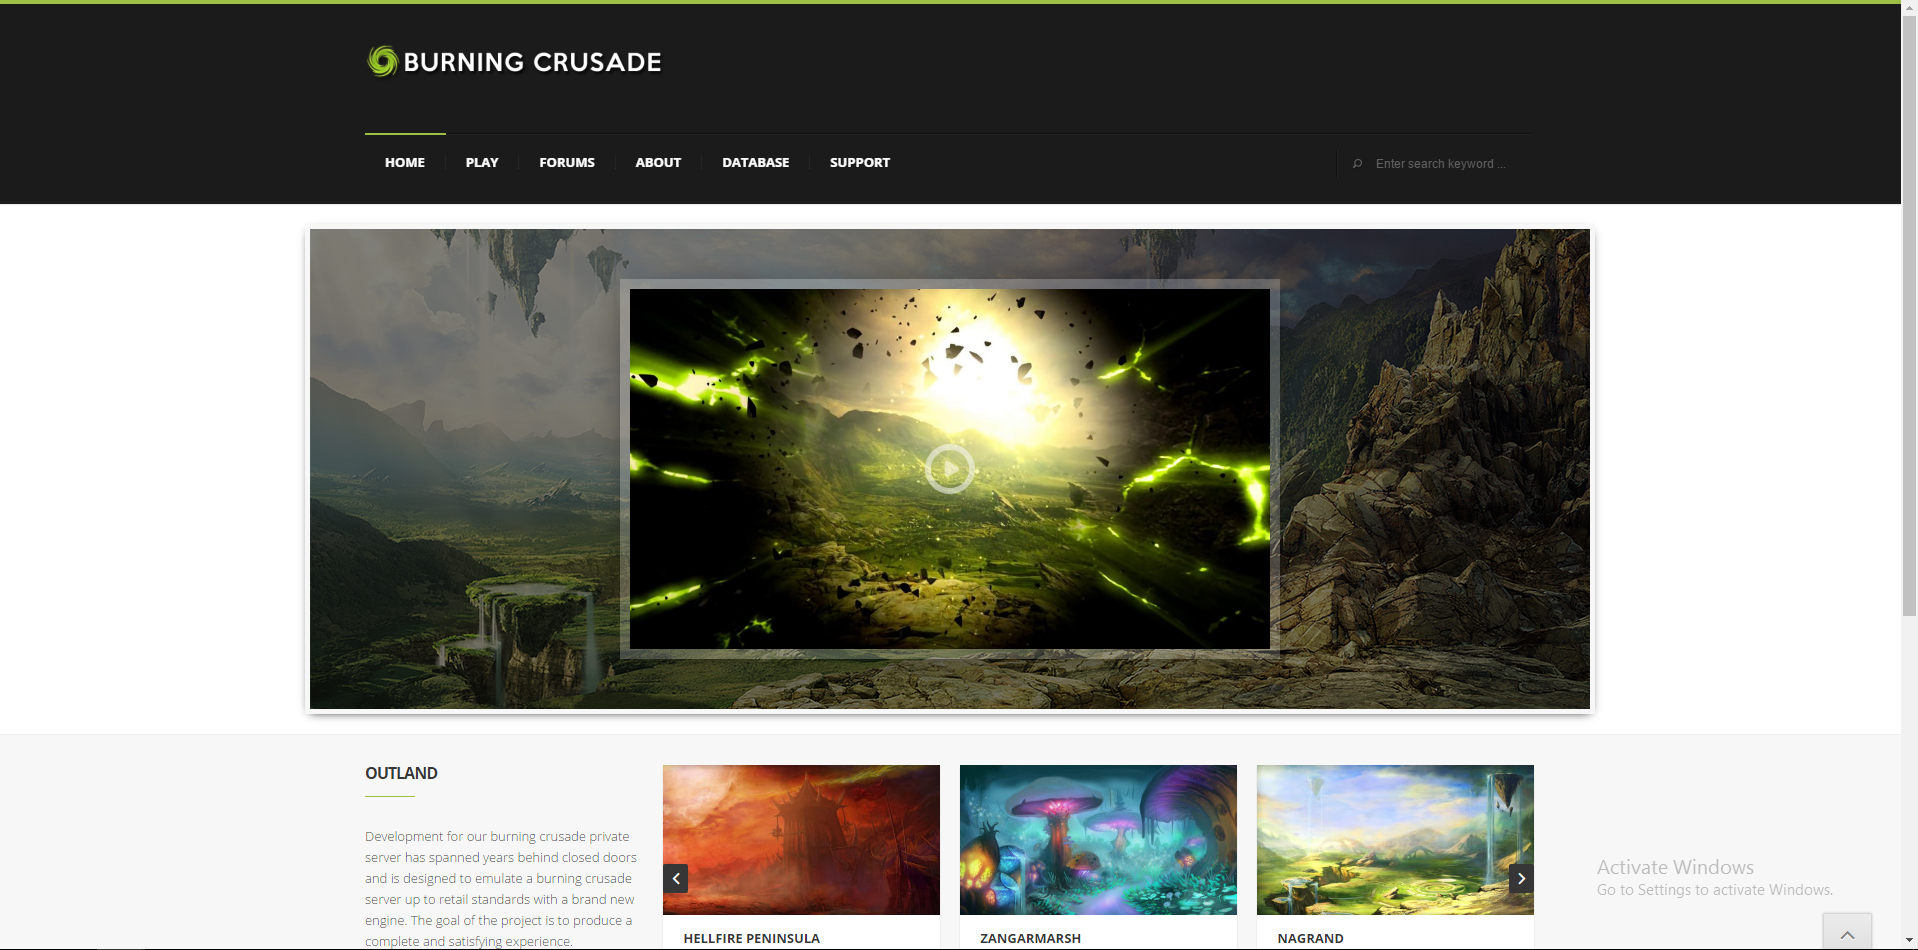 BURNING CRUSADE
HOME PLAY FORUMS ABOUT DATABASE SUPPORT
Enter search keyword ...
OUTLAND
Development for our burning crusade private
server has spanned years behind closed doors
and is designed to emulate a burning crusade
server up to retail standards with a brand new
engine. The goal of the project is to produce a
complete and satisfying experience.
HELLFIRE PENINSULA
ZANGARMARSH
NAGRAND
Activate Windows
Go to Settings to activate Windows.